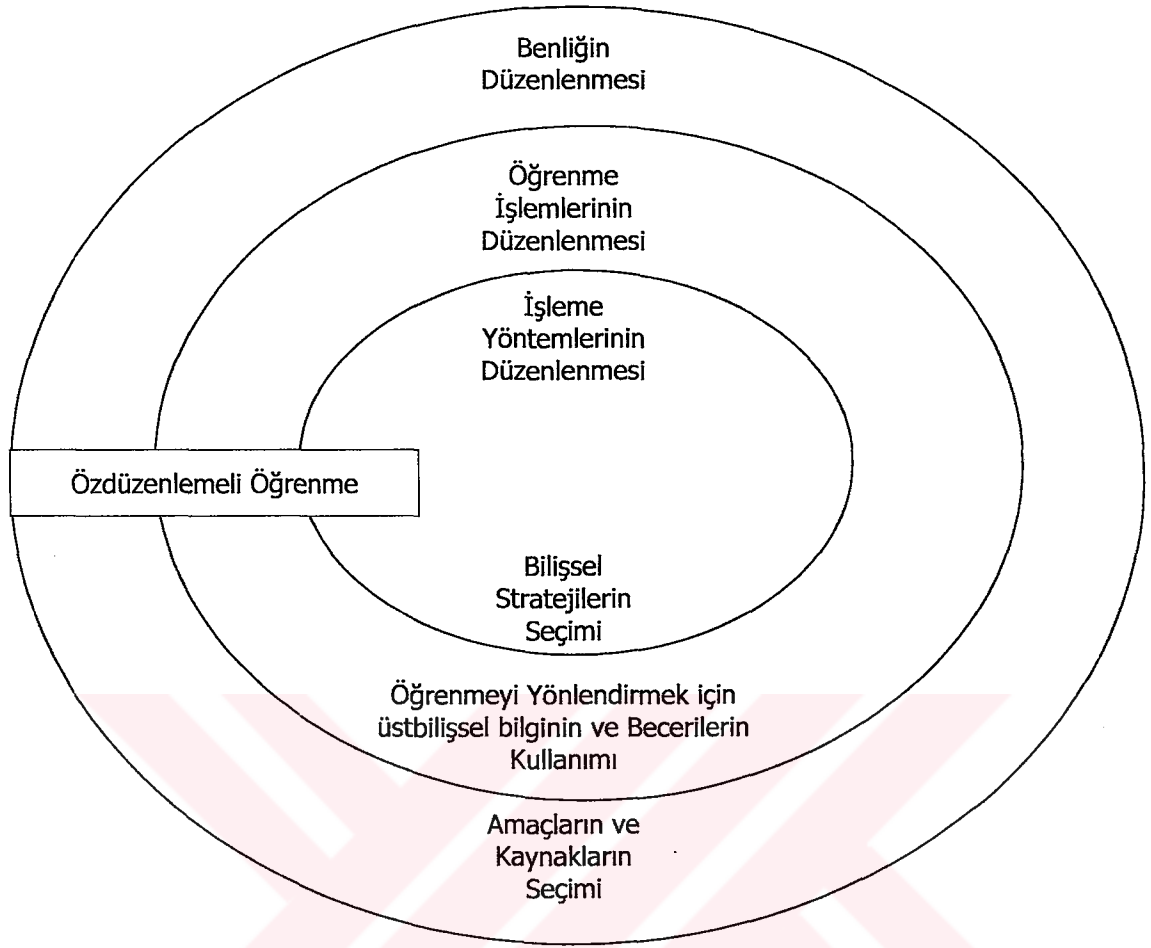 Benliğin
Düzenlenmesi
Öğrenme
İşlemlerinin
Düzenlenmesi
İşleme
Yöntemlerinin
Düzenlenmesi
Özdüzenlemeli Öğrenme
Bilişsel
Stratejilerin
Seçimi
Öğrenmeyi Yönlendirmek için
üstbilişsel bilginin ve Becerilerin
Kullanımı
Amaçların ve
Kaynakların
Seçimi